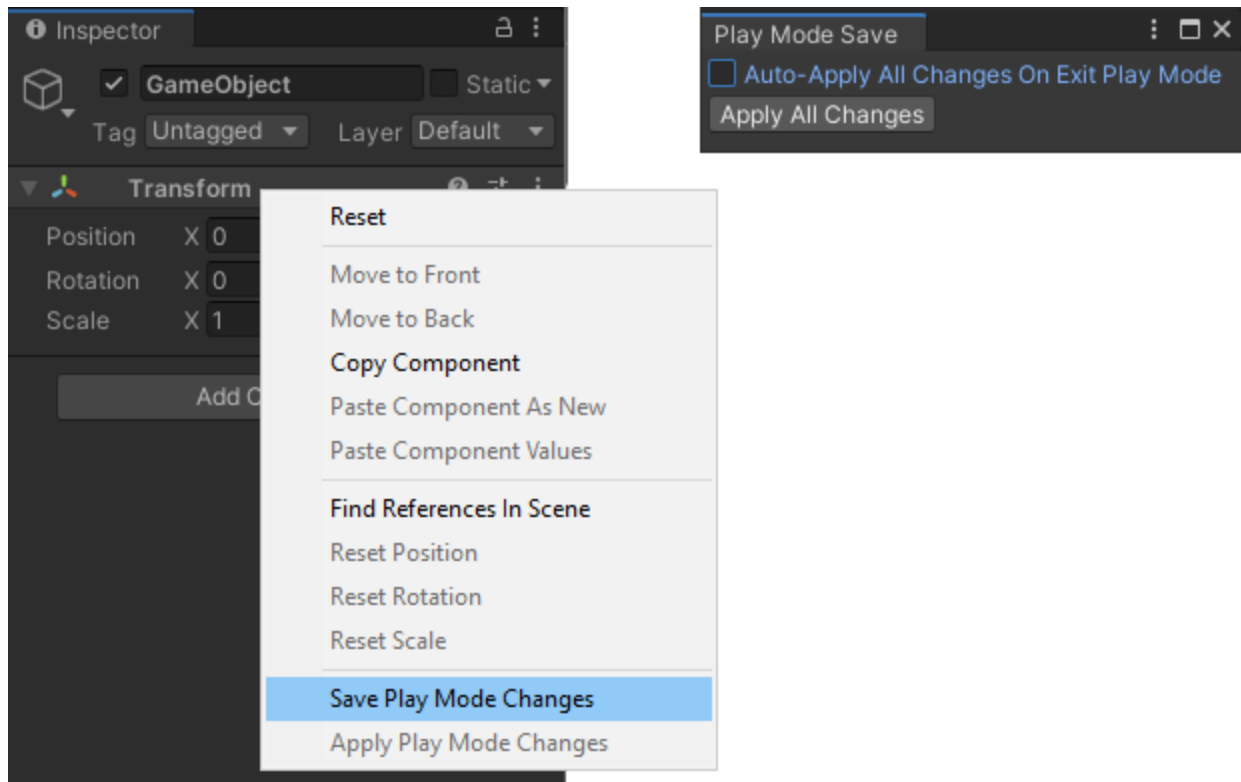 Inspector
GameObject
Static
Tag Untagged Layer Default
Transform
Position X 0
Rotation X 0
Scale X 1
Add
Reset
Move to Front
Move to Back
Copy Component
Paste Component As New
Paste Component Values
Find References In Scene
Reset Position
Reset Rotation
Reset Scale
Save Play Mode Changes
Apply Play Mode Changes
Play Mode Save
Auto-Apply All Changes On Exit Play Mode
Apply All Changes